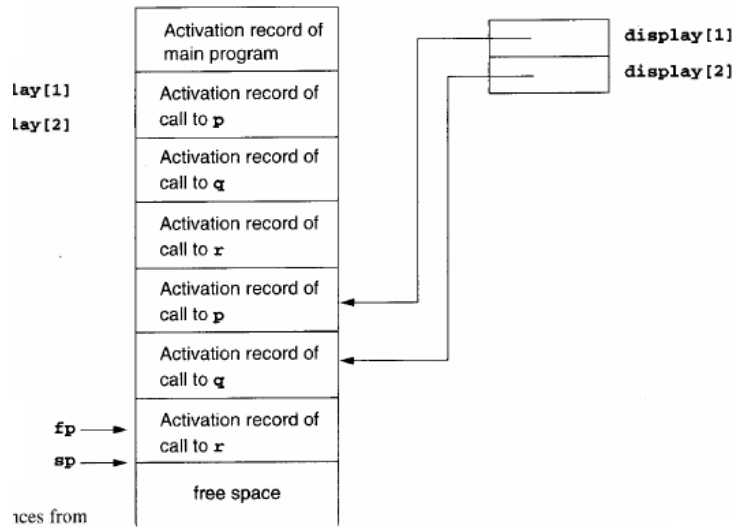 Activation record of
main program
display[1]
display[2]
lay[1]
lay[2]
Activation record of
call to p
Activation record of
call to q
Activation record of
call to r
Activation record of
call to p
Activation record of
call to q
fp
Activation record of
call to r
sp
free space
nces from